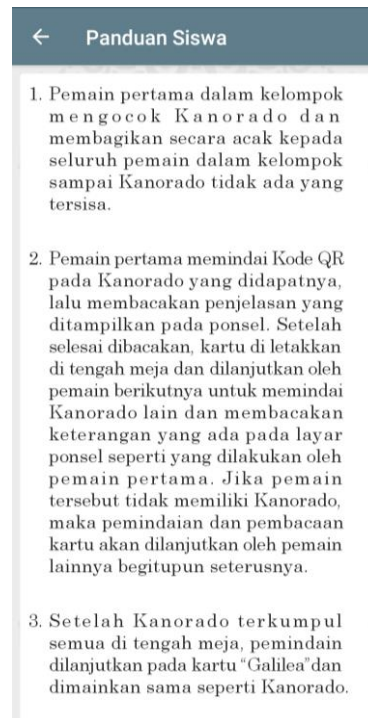 Panduan Siswa
1. Pemain pertama dalam kelompok
mengocok Kanorado dan
membagikan secara acak kepada
seluruh pemain dalam kelompok
sampai Kanorado tidak ada yang
tersisa.
2. Pemain pertama memindai Kode QR
pada Kanorado yang didapatnya,
lalu membacakan penjelasan yang
ditampilkan pada ponsel. Setelah
selesai dibacakan, kartu di letakkan
di tengah meja dan dilanjutkan oleh
pemain berikutnya untuk memindai
Kanorado lain dan membacakan
keterangan yang ada pada layar
ponsel seperti yang dilakukan oleh
pemain pertama. Jika pemain
tersebut tidak memiliki Kanorado,
maka pemindaian dan pembacaan
kartu akan dilanjutkan oleh pemain
lainnya begitupun seterusnya.
3. Setelah Kanorado terkumpul
semua di tengah meja, pemindain
dilanjutkan pada kartu “Galilea”dan
dimainkan sama seperti Kanorado.